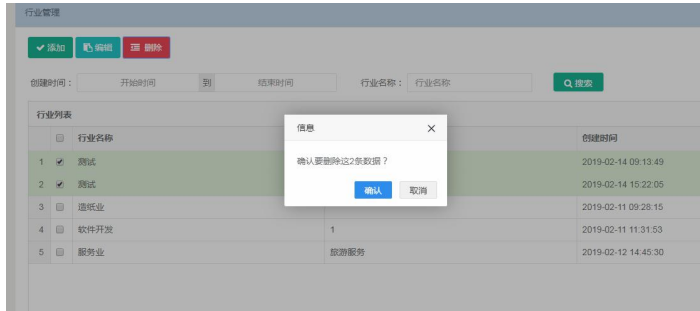 行业管理
添加 编辑 删除
创建时间： 开始时间 到 结束时间 行业名称： 行业名称 搜索
行业列表
行业名称 创建时间
1 测试 2019-02-14 09:13:49
2 测试 2019-02-14 15:22:05
3 造纸业 2019-02-11 09:28:15
4 软件开发 1 2019-02-11 11:31:53
5 服务业 旅游服务 2019-02-12 14:45:30
信息
确认要删除这2条数据？
确认 取消